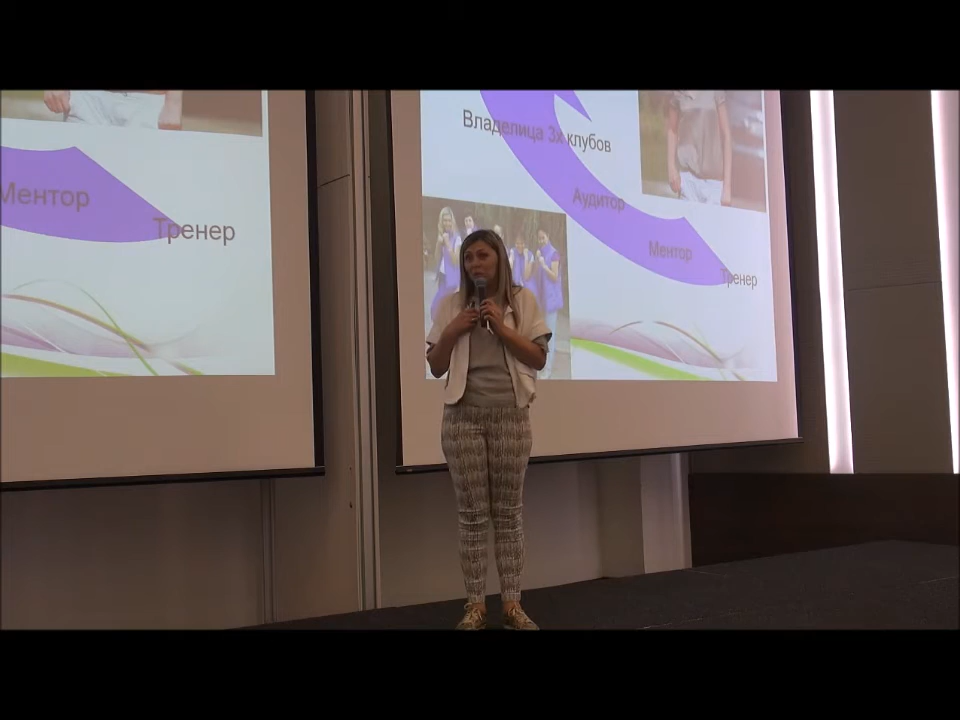 Ментор
Тренер
Владелица 3х клубов
Аудитор
Ментор
Тренер